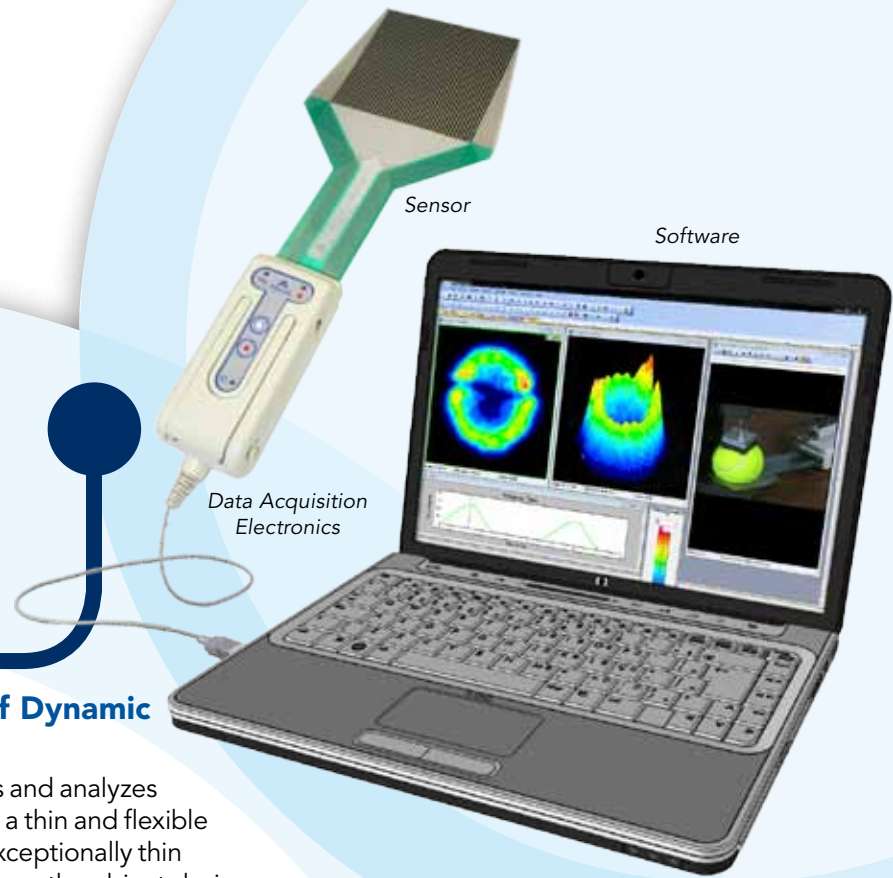 Sensor
Software
Data Acquisition
Electronics
f Dynamic
s and analyzes
a thin and flexible
xceptionally thin